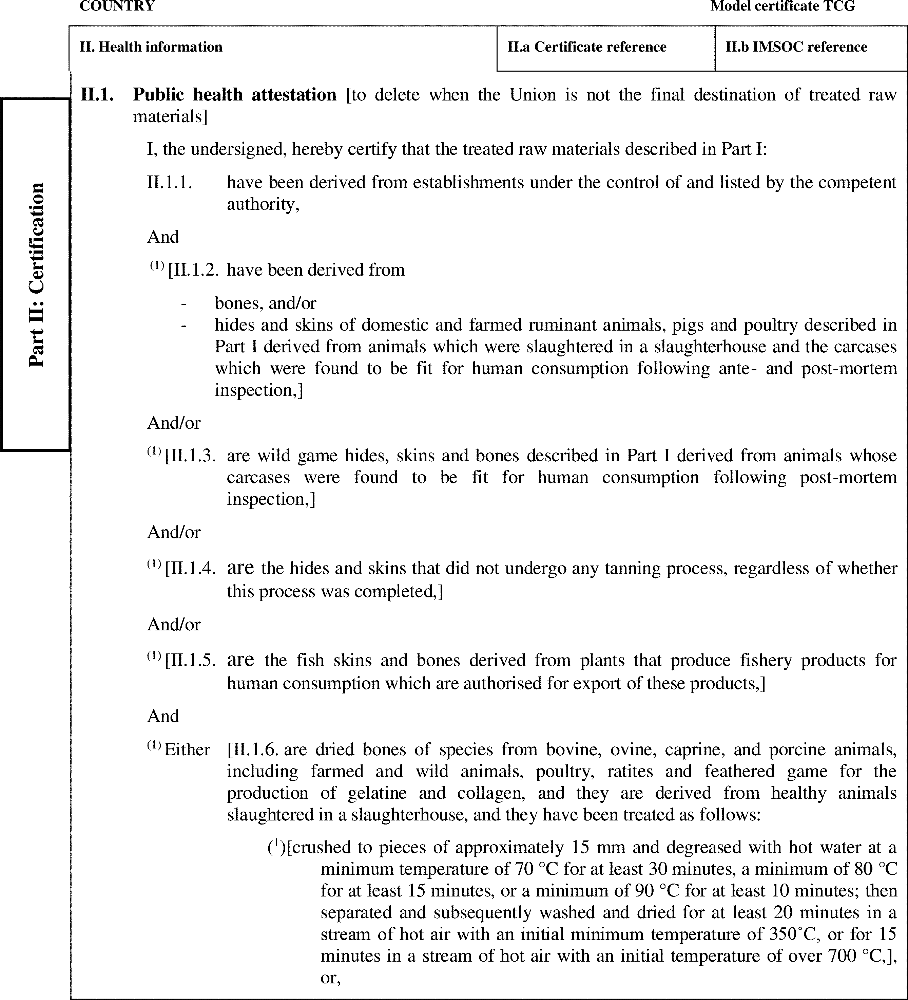 COUNTRY Model certificate TCG
II. Health information II.a Certificate reference II.b IMSOC reference
Part II: Certification
II.1. Public health attestation [to delete when the Union is not the final destination of treated raw
materials]
I, the undersigned, hereby certify that the treated raw materials described in Part I:
II.1.1. have been derived from establishments under the control of and listed by the competent
authority,
And
(1) [II.1.2. have been derived from
- bones, and/or
- hides and skins of domestic and farmed ruminant animals, pigs and poultry described in
Part I derived from animals which were slaughtered in a slaughterhouse and the carcases
which were found to be fit for human consumption following ante- and post-mortem
inspection,]
And/or
(1) [II.1.3. are wild game hides, skins and bones described in Part I derived from animals whose
carcases were found to be fit for human consumption following post-mortem
inspection,]
And/or
(1) [II.1.4. are the hides and skins that did not undergo any tanning process, regardless of whether
this process was completed,]
And/or
(1) [II.1.5. are the fish skins and bones derived from plants that produce fishery products for
human consumption which are authorised for export of these products,]
And
(1) Either [II.1.6. are dried bones of species from bovine, ovine, caprine, and porcine animals,
including farmed and wild animals, poultry, ratites and feathered game for the
production of gelatine and collagen, and they are derived from healthy animals
slaughtered in a slaughterhouse, and they have been treated as follows:
(1)[crushed to pieces of approximately 15 mm and degreased with hot water at a
minimum temperature of 70 °C for at least 30 minutes, a minimum of 80 °C
for at least 15 minutes, or a minimum of 90 °C for at least 10 minutes; then
separated and subsequently washed and dried for at least 20 minutes in a
stream of hot air with an initial minimum temperature of 350˚C, or for 15
minutes in a stream of hot air with an initial temperature of over 700 °C,],
or,